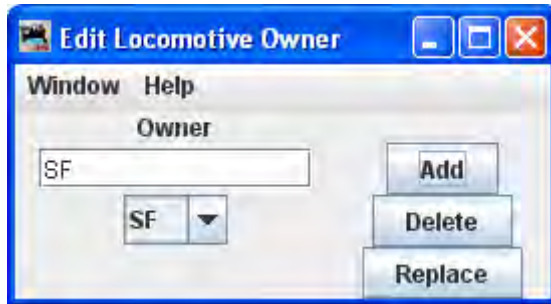 Edit Locomotive Owner
Window Help
Owner
SF
Add
SF
Delete
Replace